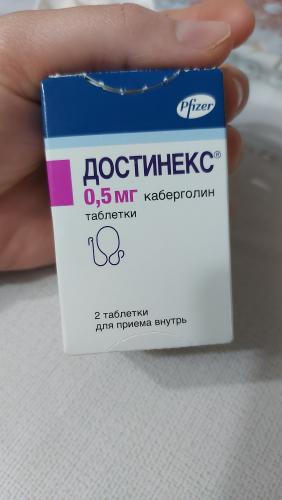 Pfizer
ДОСТИНЕКС®
0,5 мг каберголин
таблетки
2 таблетки
для приема внутрь